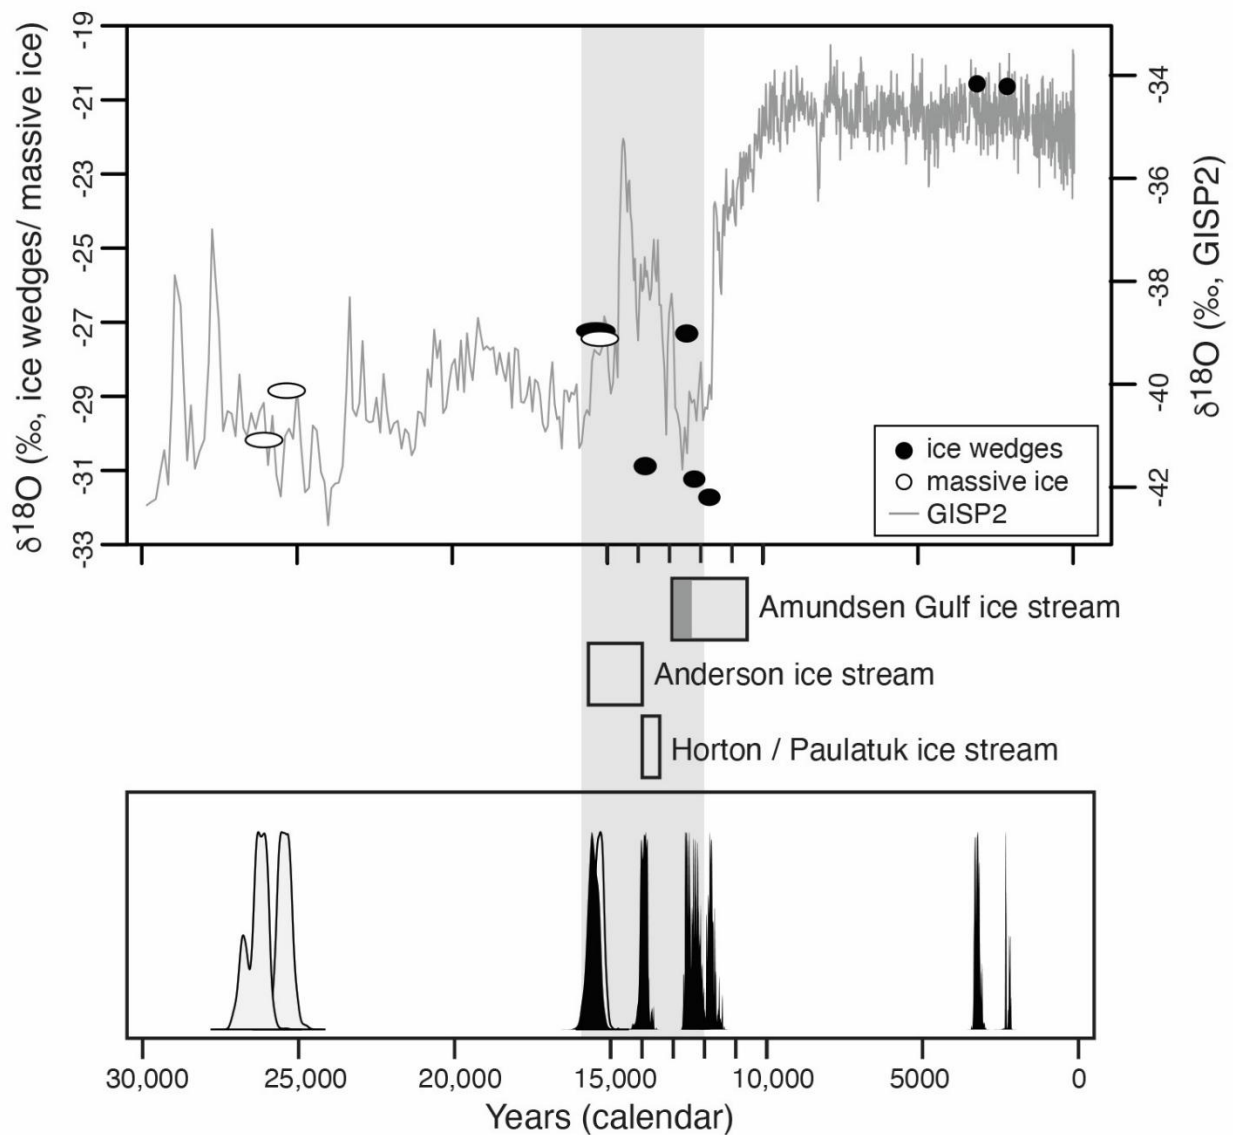 δ18O (‰, ice wedges/ massive ice)
-19
-21
-23
-25
-27
-29
-31
-33
-34
-36
-38
-40
-42
δ18O (‰, GISP2)
ice wedges
massive ice
GISP2
Amundsen Gulf ice stream
Anderson ice stream
Horton / Paulatuk ice stream
30,000 25,000 20,000 15,000 10,000 5000 0
Years (calendar)